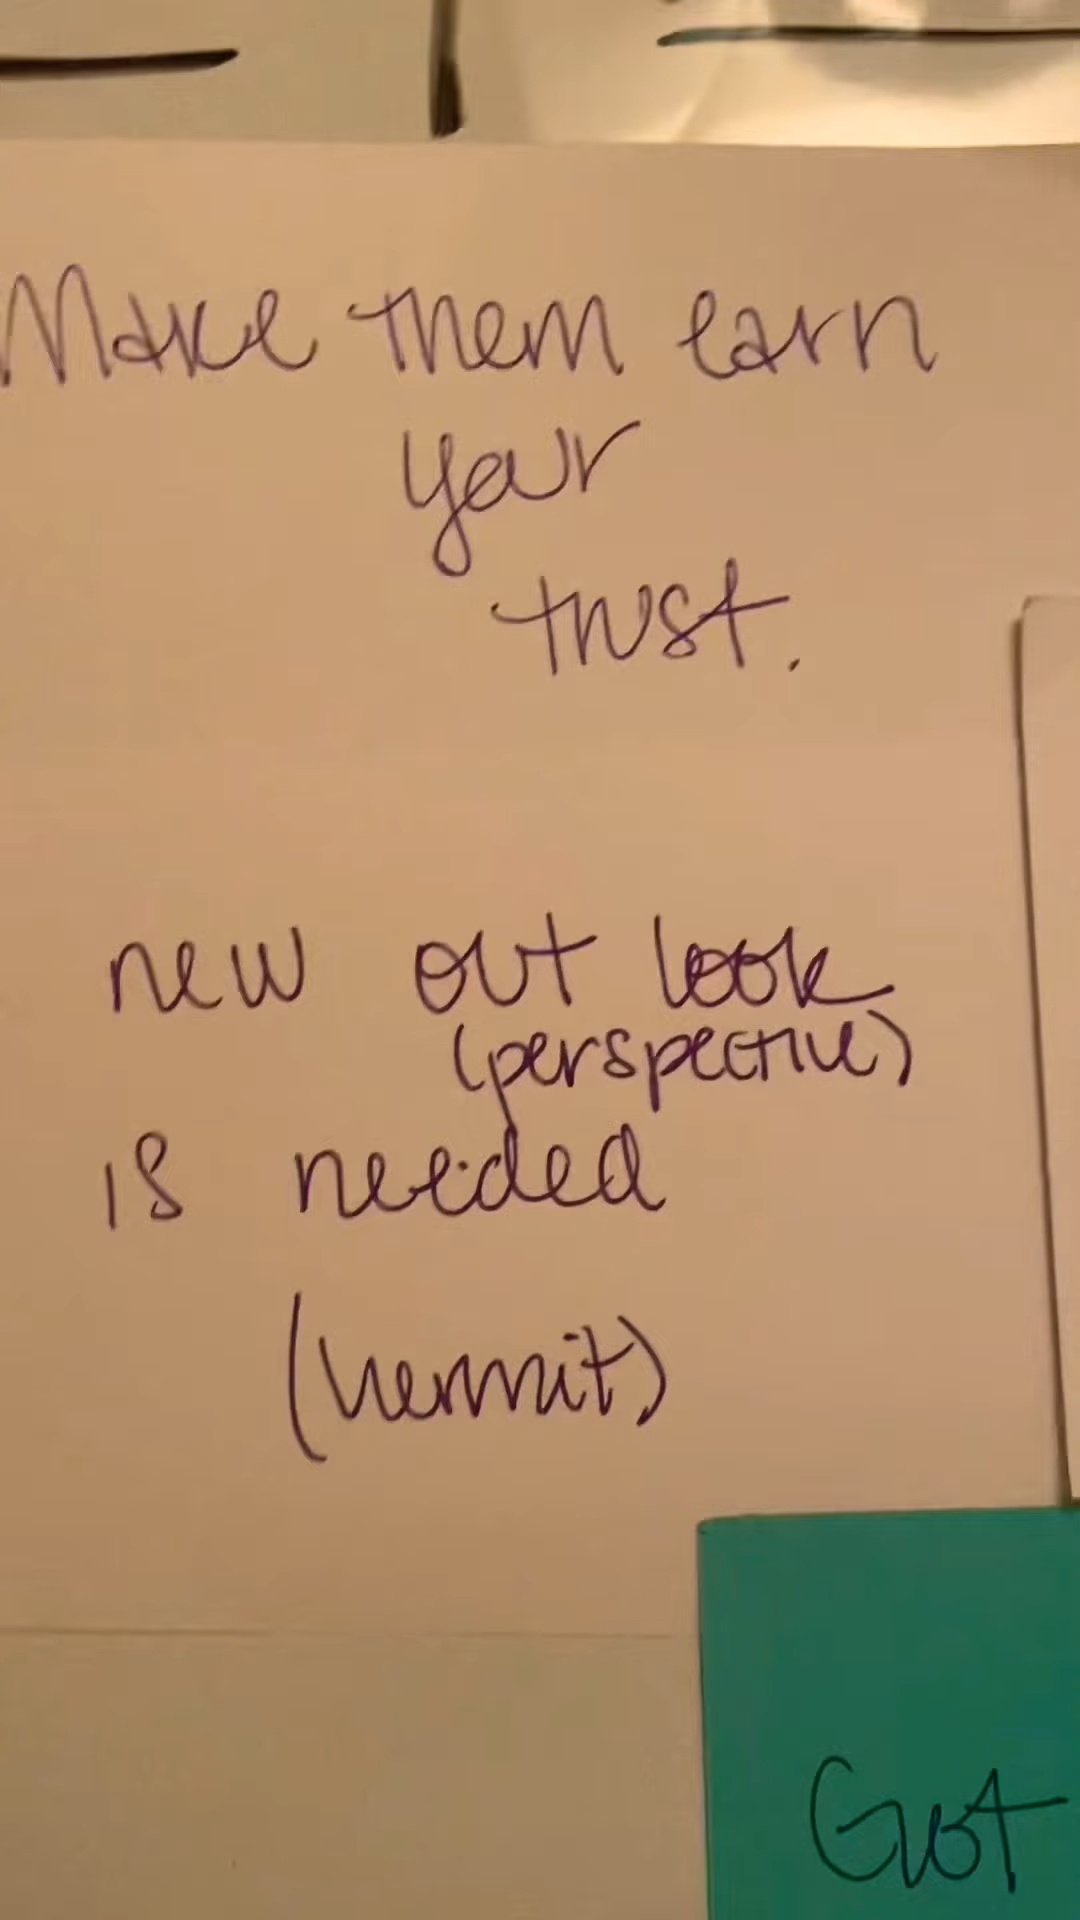 Make them earn
your
trust.
new out look
(perspective)
is needed
(hermit)
Got